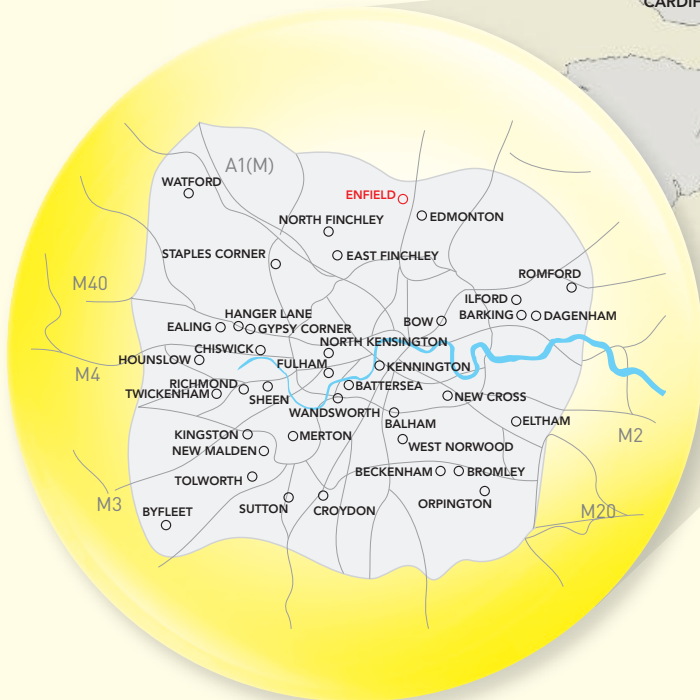 CARDIF
A1(M)
WATFORD
ENFIELD
NORTH FINCHLEY
EDMONTON
STAPLES CORNER
EAST FINCHLEY
ROMFORD
M40
ILFORD
HANGER LANE
BARKING
DAGENHAM
EALING
GYPSY CORNER
BOW
NORTH KENSINGTON
CHISWICK
HOUNSLOW
FULHAM
KENNINGTON
M4
RICHMOND
BATTERSEA
TWICKENHAM
SHEEN
NEW CROSS
WANDSWORTH
BALHAM
ELTHAM
KINGSTON
MERTON
M2
NEW MALDEN
WEST NORWOOD
BECKENHAM
BROMLEY
TOLWORTH
M3
SUTTON
CROYDON
ORPINGTON
BYFLEET
M20